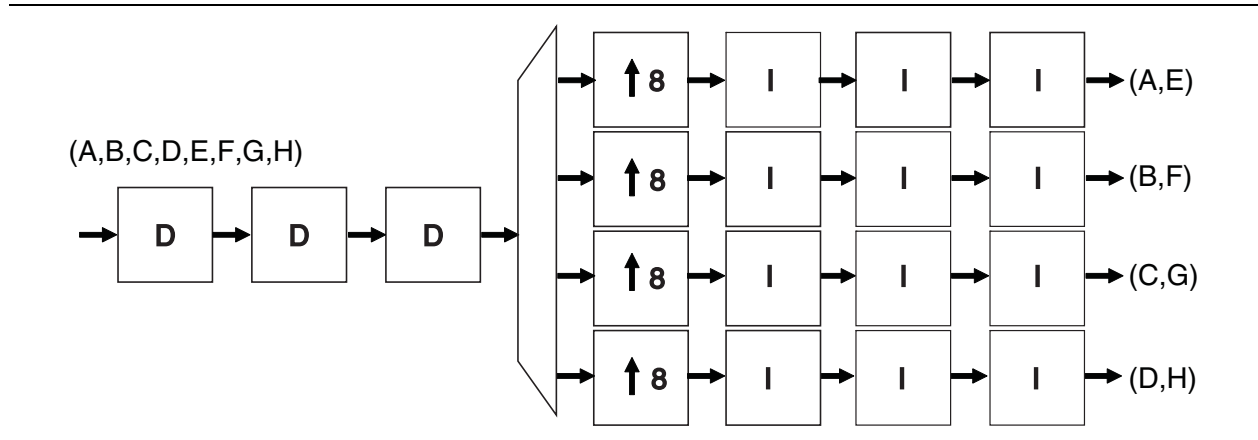 ↑ 8 I I I (A,E)
(A,B,C,D,E,F,G,H)
↑ 8 I I I (B,F)
D D D
↑ 8 I I I (C,G)
↑ 8 I I I (D,H)